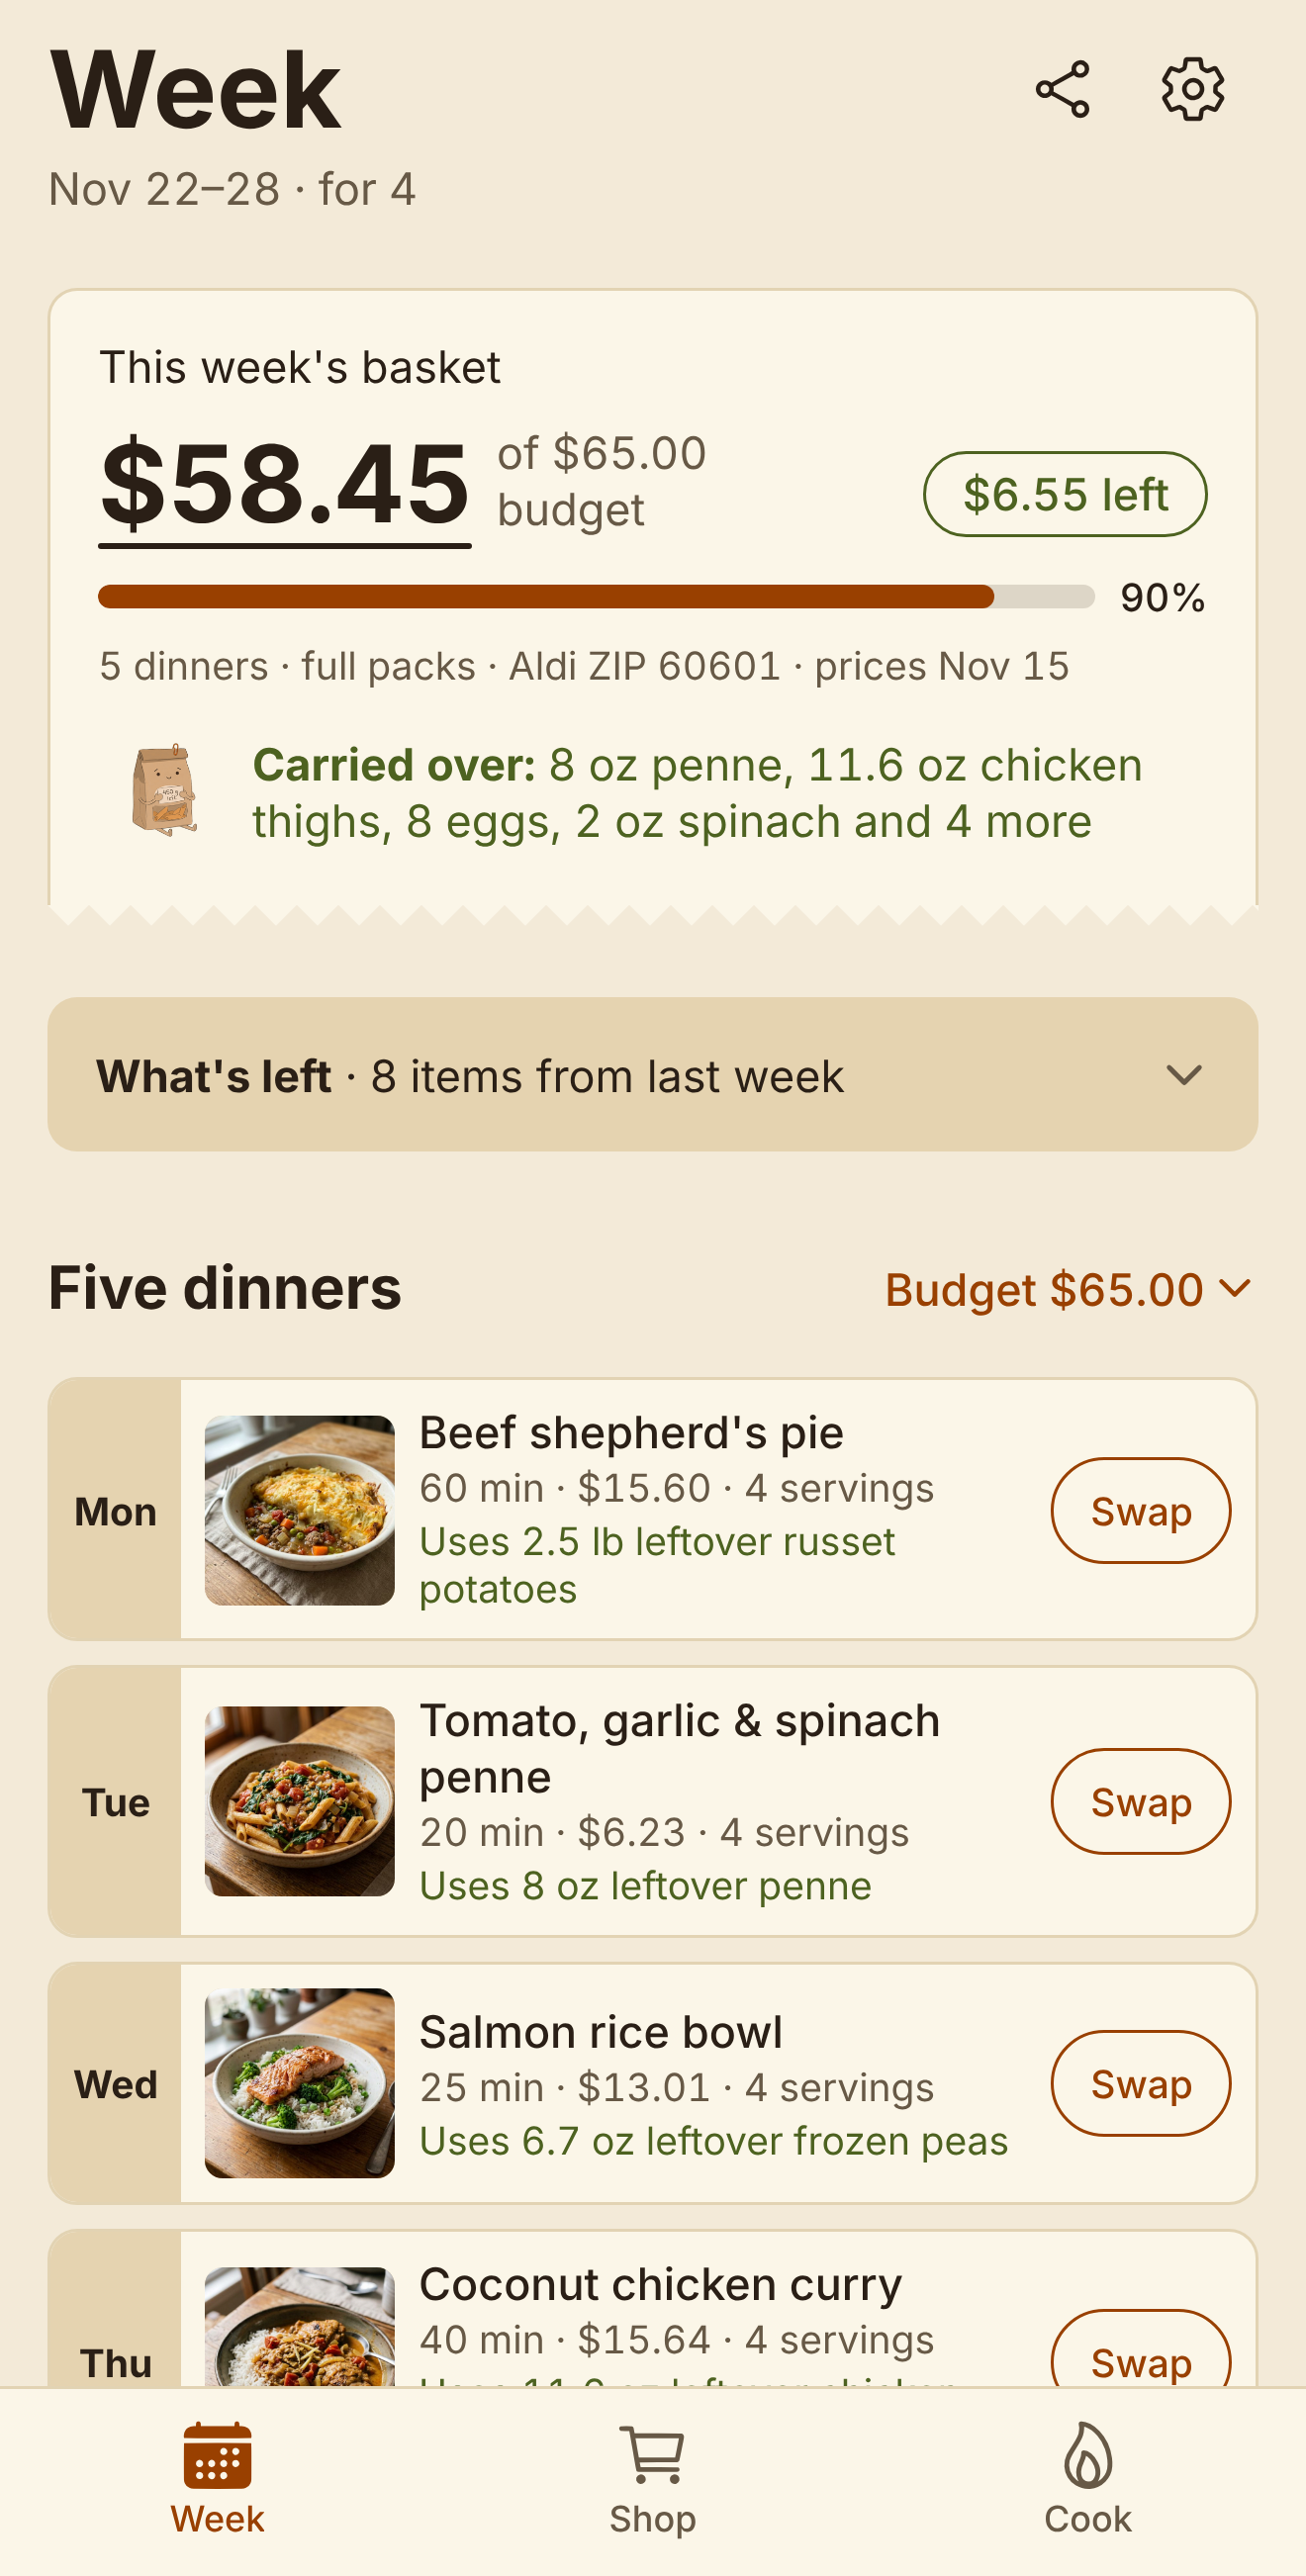 Week
Nov 22–28 · for 4
This week's basket
$58.45
of $65.00
budget
$6.55 left
90%
5 dinners · full packs · Aldi ZIP 60601 · prices Nov 15
Carried over: 8 oz penne, 11.6 oz chicken
thighs, 8 eggs, 2 oz spinach and 4 more
What's left · 8 items from last week
Five dinners
Budget $65.00
Mon
Beef shepherd's pie
60 min · $15.60 · 4 servings
Uses 2.5 lb leftover russet
potatoes
Swap
Tue
Tomato, garlic & spinach
penne
20 min · $6.23 · 4 servings
Uses 8 oz leftover penne
Swap
Wed
Salmon rice bowl
25 min · $13.01 · 4 servings
Uses 6.7 oz leftover frozen peas
Swap
Thu
Coconut chicken curry
40 min · $15.64 · 4 servings
Swap
Week
Shop
Cook